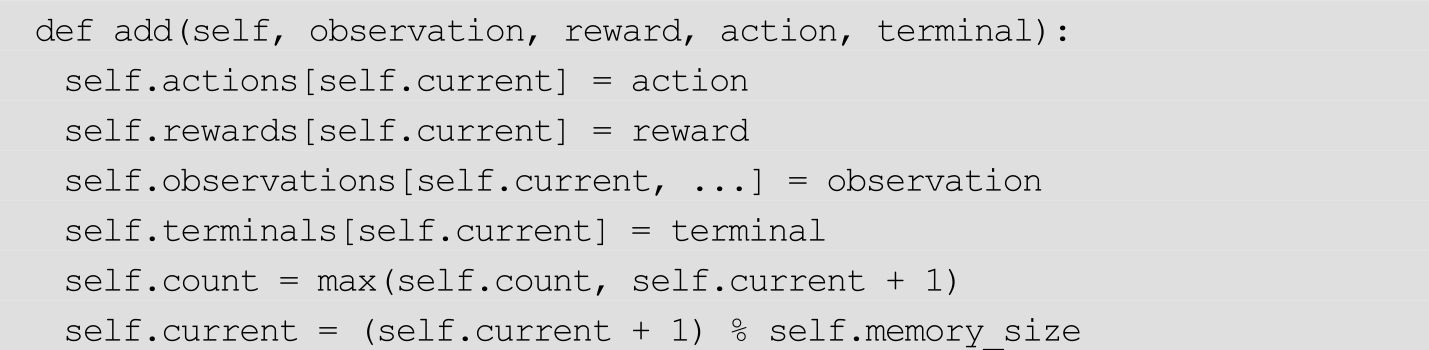 def add(self, observation, reward, action, terminal):
self.actions[self.current] = action
self.rewards[self.current] = reward
self.observations[self.current, ...] = observation
self.terminals[self.current] = terminal
self.count = max(self.count, self.current + 1)
self.current = (self.current + 1) % self.memory_size